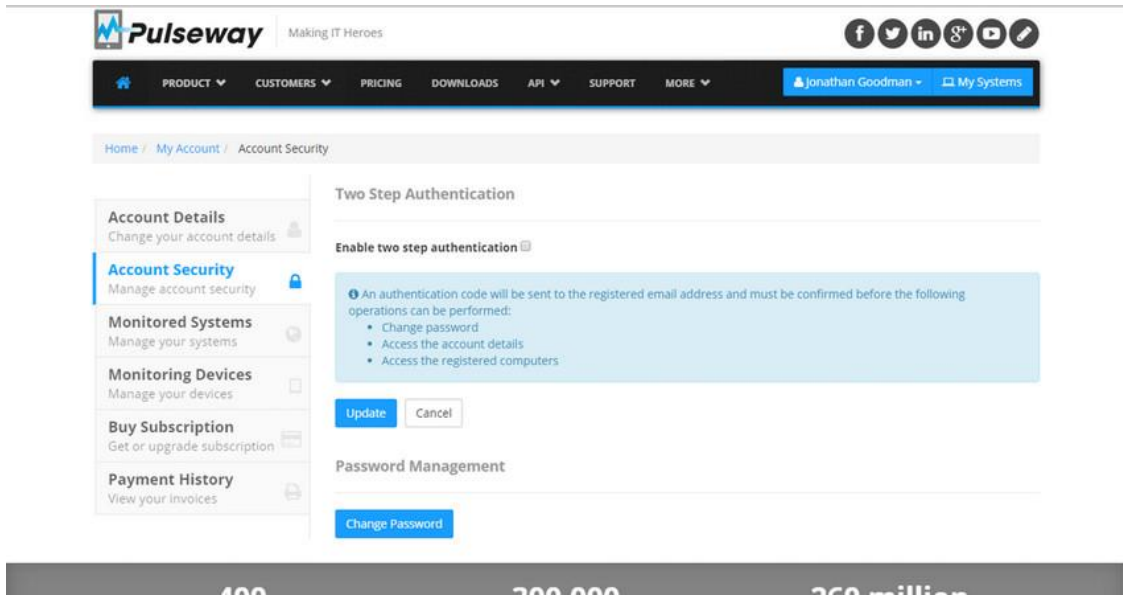 Pulseway Making IT Heroes
PRODUCT CUSTOMERS PRICING DOWNLOADS API SUPPORT MORE Jonathan Goodman My Systems
Home / My Account / Account Security
Account Details
Change your account details
Account Security
Manage account security
Monitored Systems
Manage your systems
Monitoring Devices
Manage your devices
Buy Subscription
Get or upgrade subscription
Payment History
View your invoices
Two Step Authentication
Enable two step authentication
An authentication code will be sent to the registered email address and must be confirmed before the following
operations can be performed:
• Change password
• Access the account details
• Access the registered computers
Update Cancel
Password Management
Change Password